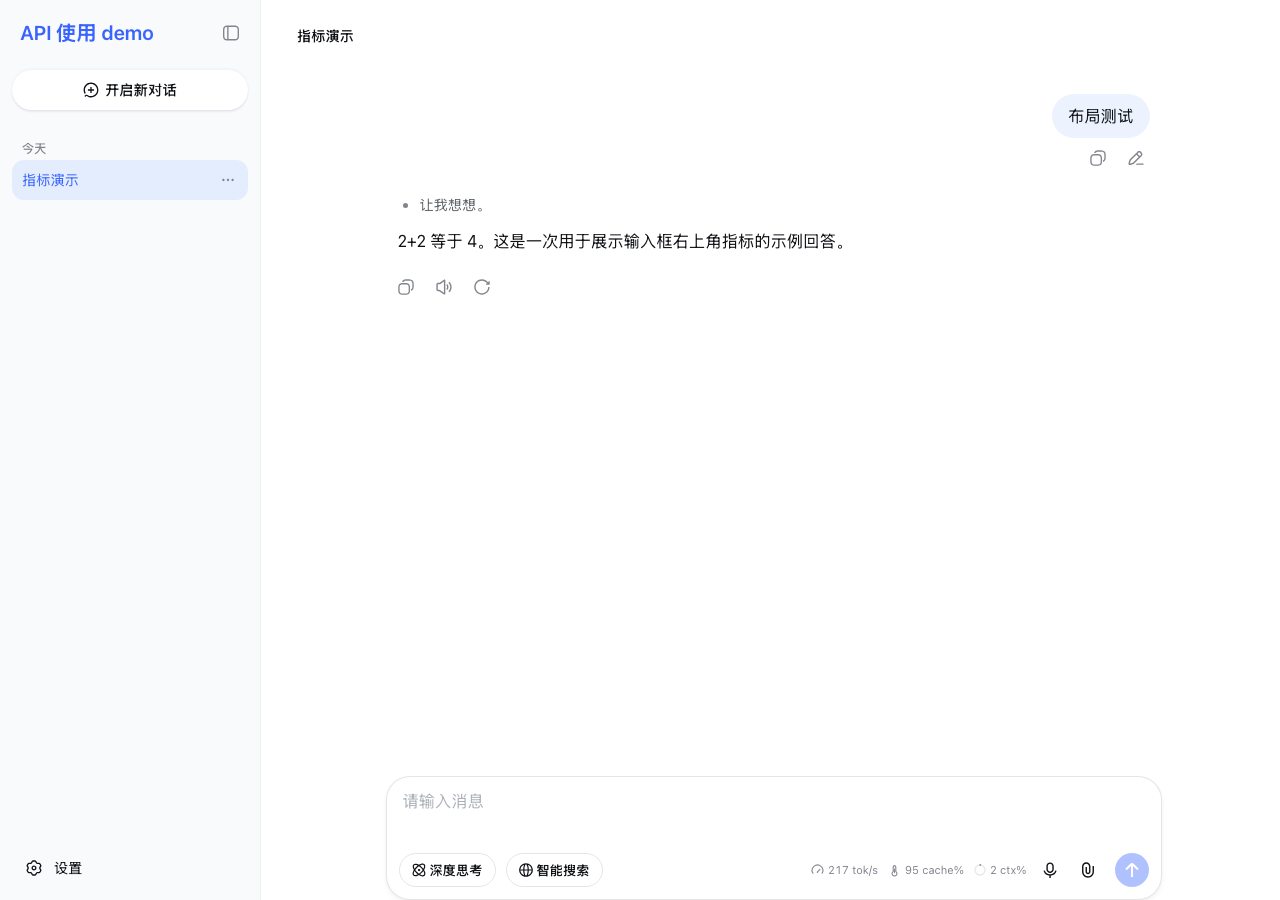 API 使用 demo
指标演示
开启新对话
布局测试
今天
指标演示
让我想想。
2+2 等于 4。这是一次用于展示输入框右上角指标的示例回答。
请输入消息
设置
深度思考
智能搜索
217 tok/s
95 cache%
2 ctx%